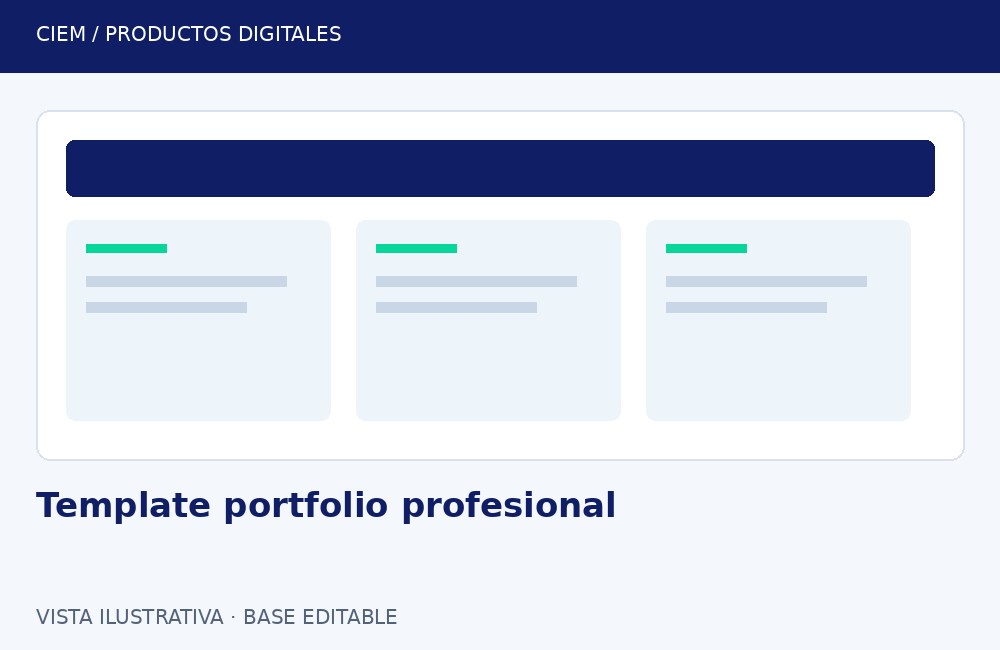 CIEM / PRODUCTOS DIGITALES
Template portfolio profesional
VISTA ILUSTRATIVA · BASE EDITABLE